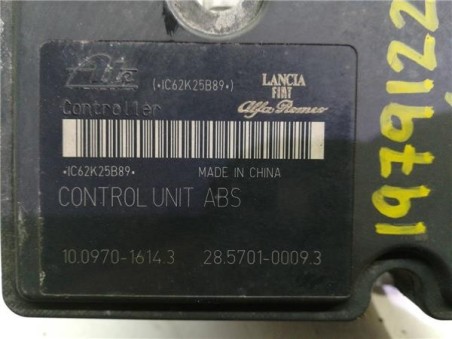 Ate (•IC62K25B89•) LANCIA
FIAT
Controller Alfa Romeo
•IC62K25B89• MADE IN CHINA
CONTROL UNIT ABS
10.0970-1614.3 28.5701-0009.3
1979122